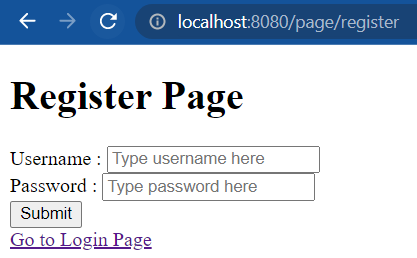 localhost:8080/page/register
Register Page
Username : Type username here
Password : Type password here
Submit
Go to Login Page